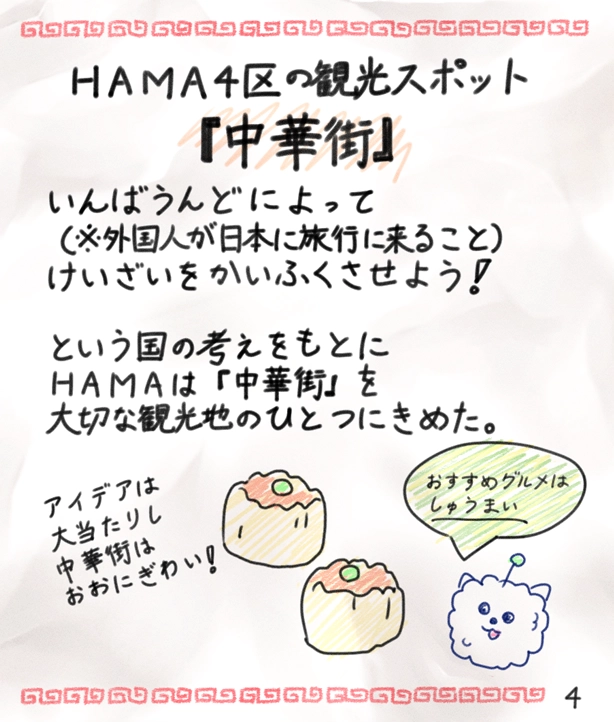 HAMA4区の観光スポット
『中華街』
いんばうんどによって
(※外国人が日本に旅行に来ること)
けいざいをかいふくさせよう!
という国の考えをもとに
HAMAは『中華街』を
大切な観光地のひとつにきめた。
アイデアは
大当たりし
中華街は
おおにぎわい!
おすすめグルメは
しゅうまい
4